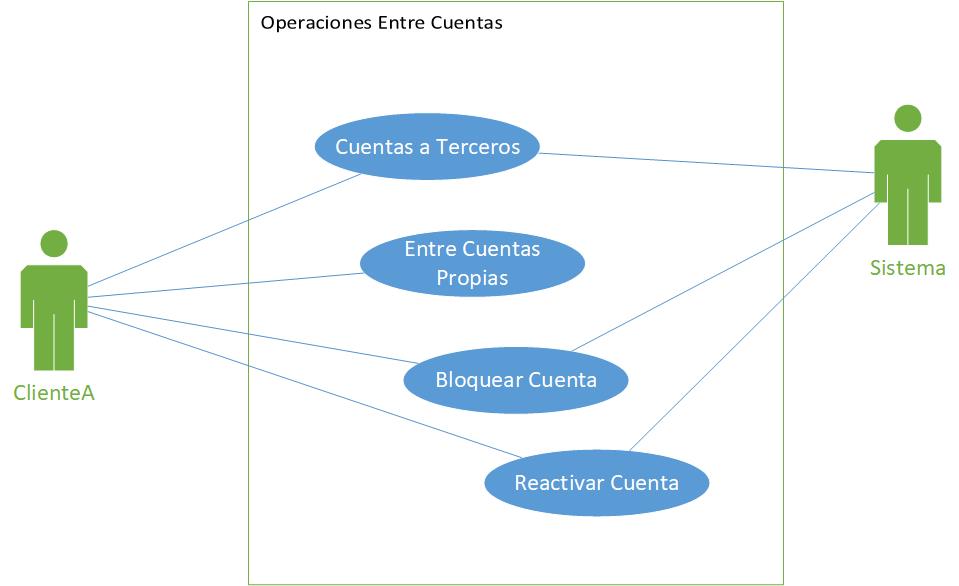 Operaciones Entre Cuentas
Cuentas a Terceros
Entre Cuentas
Propias
Sistema
Bloquear Cuenta
ClienteA
Reactivar Cuenta